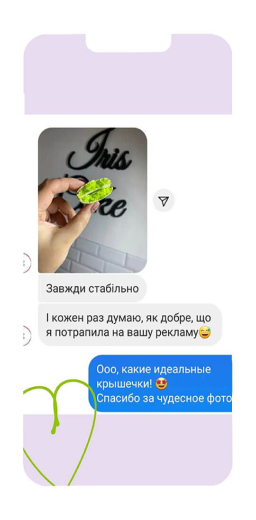 Iris
Завжди стабільно
І кожен раз думаю, як добре, що
я потрапила на вашу рекламу😅
Ооо, какие идеальные
крышечки! 😍
Спасибо за чудесное фото